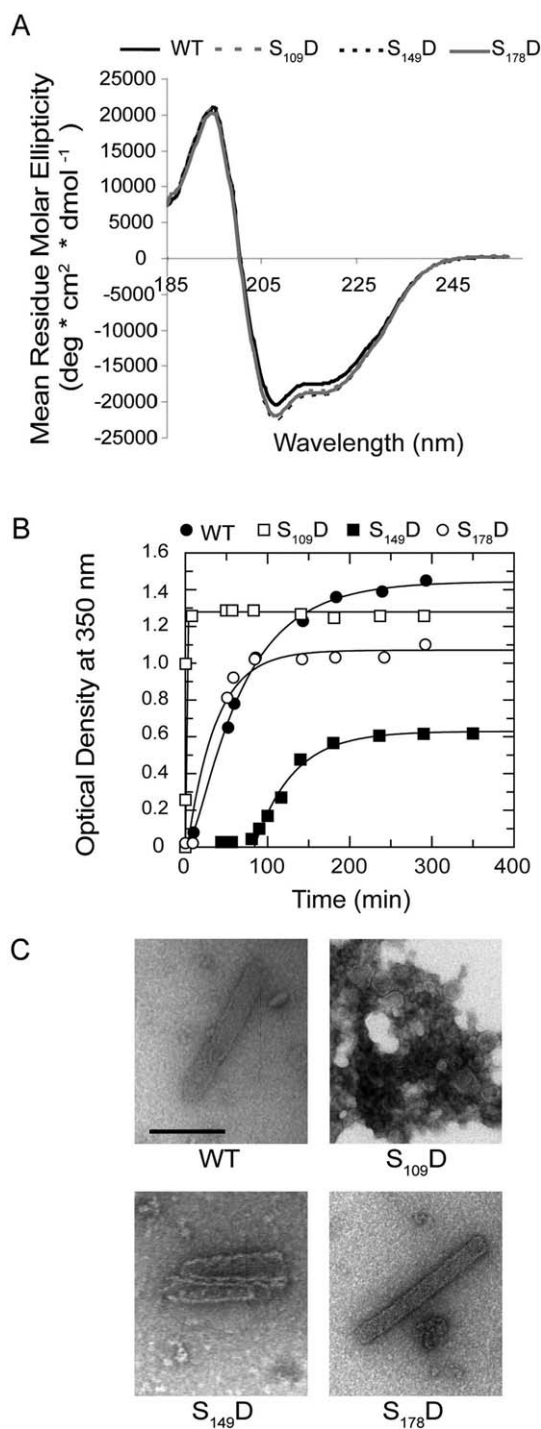 A
WT S109D S149D S178D
Mean Residue Molar Ellipticity
(deg * cm² * dmol ⁻¹ )
25000
20000
15000
10000
5000
0
-5000
-10000
-15000
-20000
-25000
185 205 225 245
Wavelength (nm)
B
WT S109D S149D S178D
Optical Density at 350 nm
1.6
1.4
1.2
1.0
0.8
0.6
0.4
0.2
0
0 100 200 300 400
Time (min)
C
WT S109D
S149D S178D